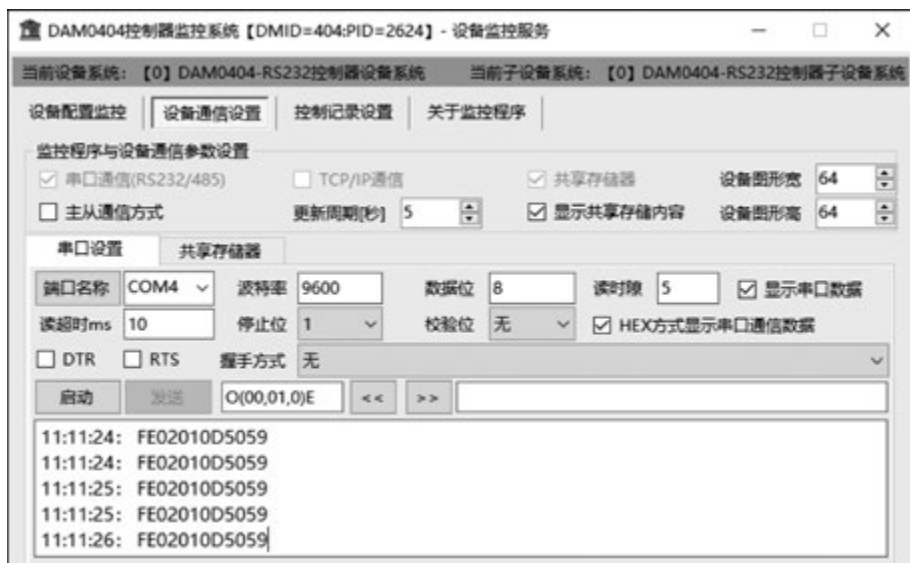 DAM0404控制器监控系统【DMID=404:PID=2624】- 设备监控服务
当前设备系统: 【0】DAM0404-RS232控制器设备系统 当前子设备系统: 【0】DAM0404-RS232控制器子设备系统
设备配置监控 设备通信设置 控制记录设置 关于监控程序
监控程序与设备通信参数设置
串口通信(RS232/485) TCP/IP通信 共享存储器 设备图形宽 64
主从通信方式 更新周期[秒] 5 显示共享存储内容 设备图形高 64
串口设置 共享存储器
端口名称 COM4 波特率 9600 数据位 8 读时隙 5 显示串口数据
读超时ms 10 停止位 1 校验位 无 HEX方式显示串口通信数据
DTR RTS 握手方式 无
启动 发送 O(00,01,0)E << >>
11:11:24: FE02010D5059
11:11:24: FE02010D5059
11:11:25: FE02010D5059
11:11:25: FE02010D5059
11:11:26: FE02010D5059